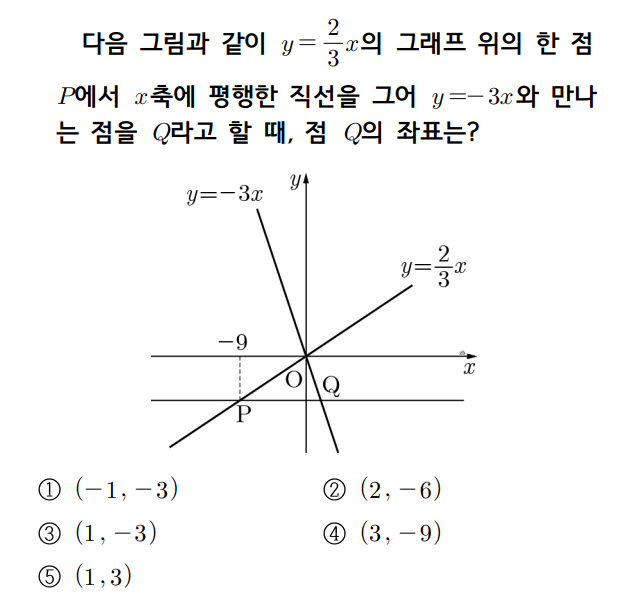 다음 그림과 같이 y=2/3x의 그래프 위의 한 점
P에서 x축에 평행한 직선을 그어 y=-3x와 만나
는 점을 Q라고 할 때, 점 Q의 좌표는?
y
y=-3x
y=2/3x
-9
x
O
Q
P
① (-1, -3)
② (2, -6)
③ (1, -3)
④ (3, -9)
⑤ (1,3)